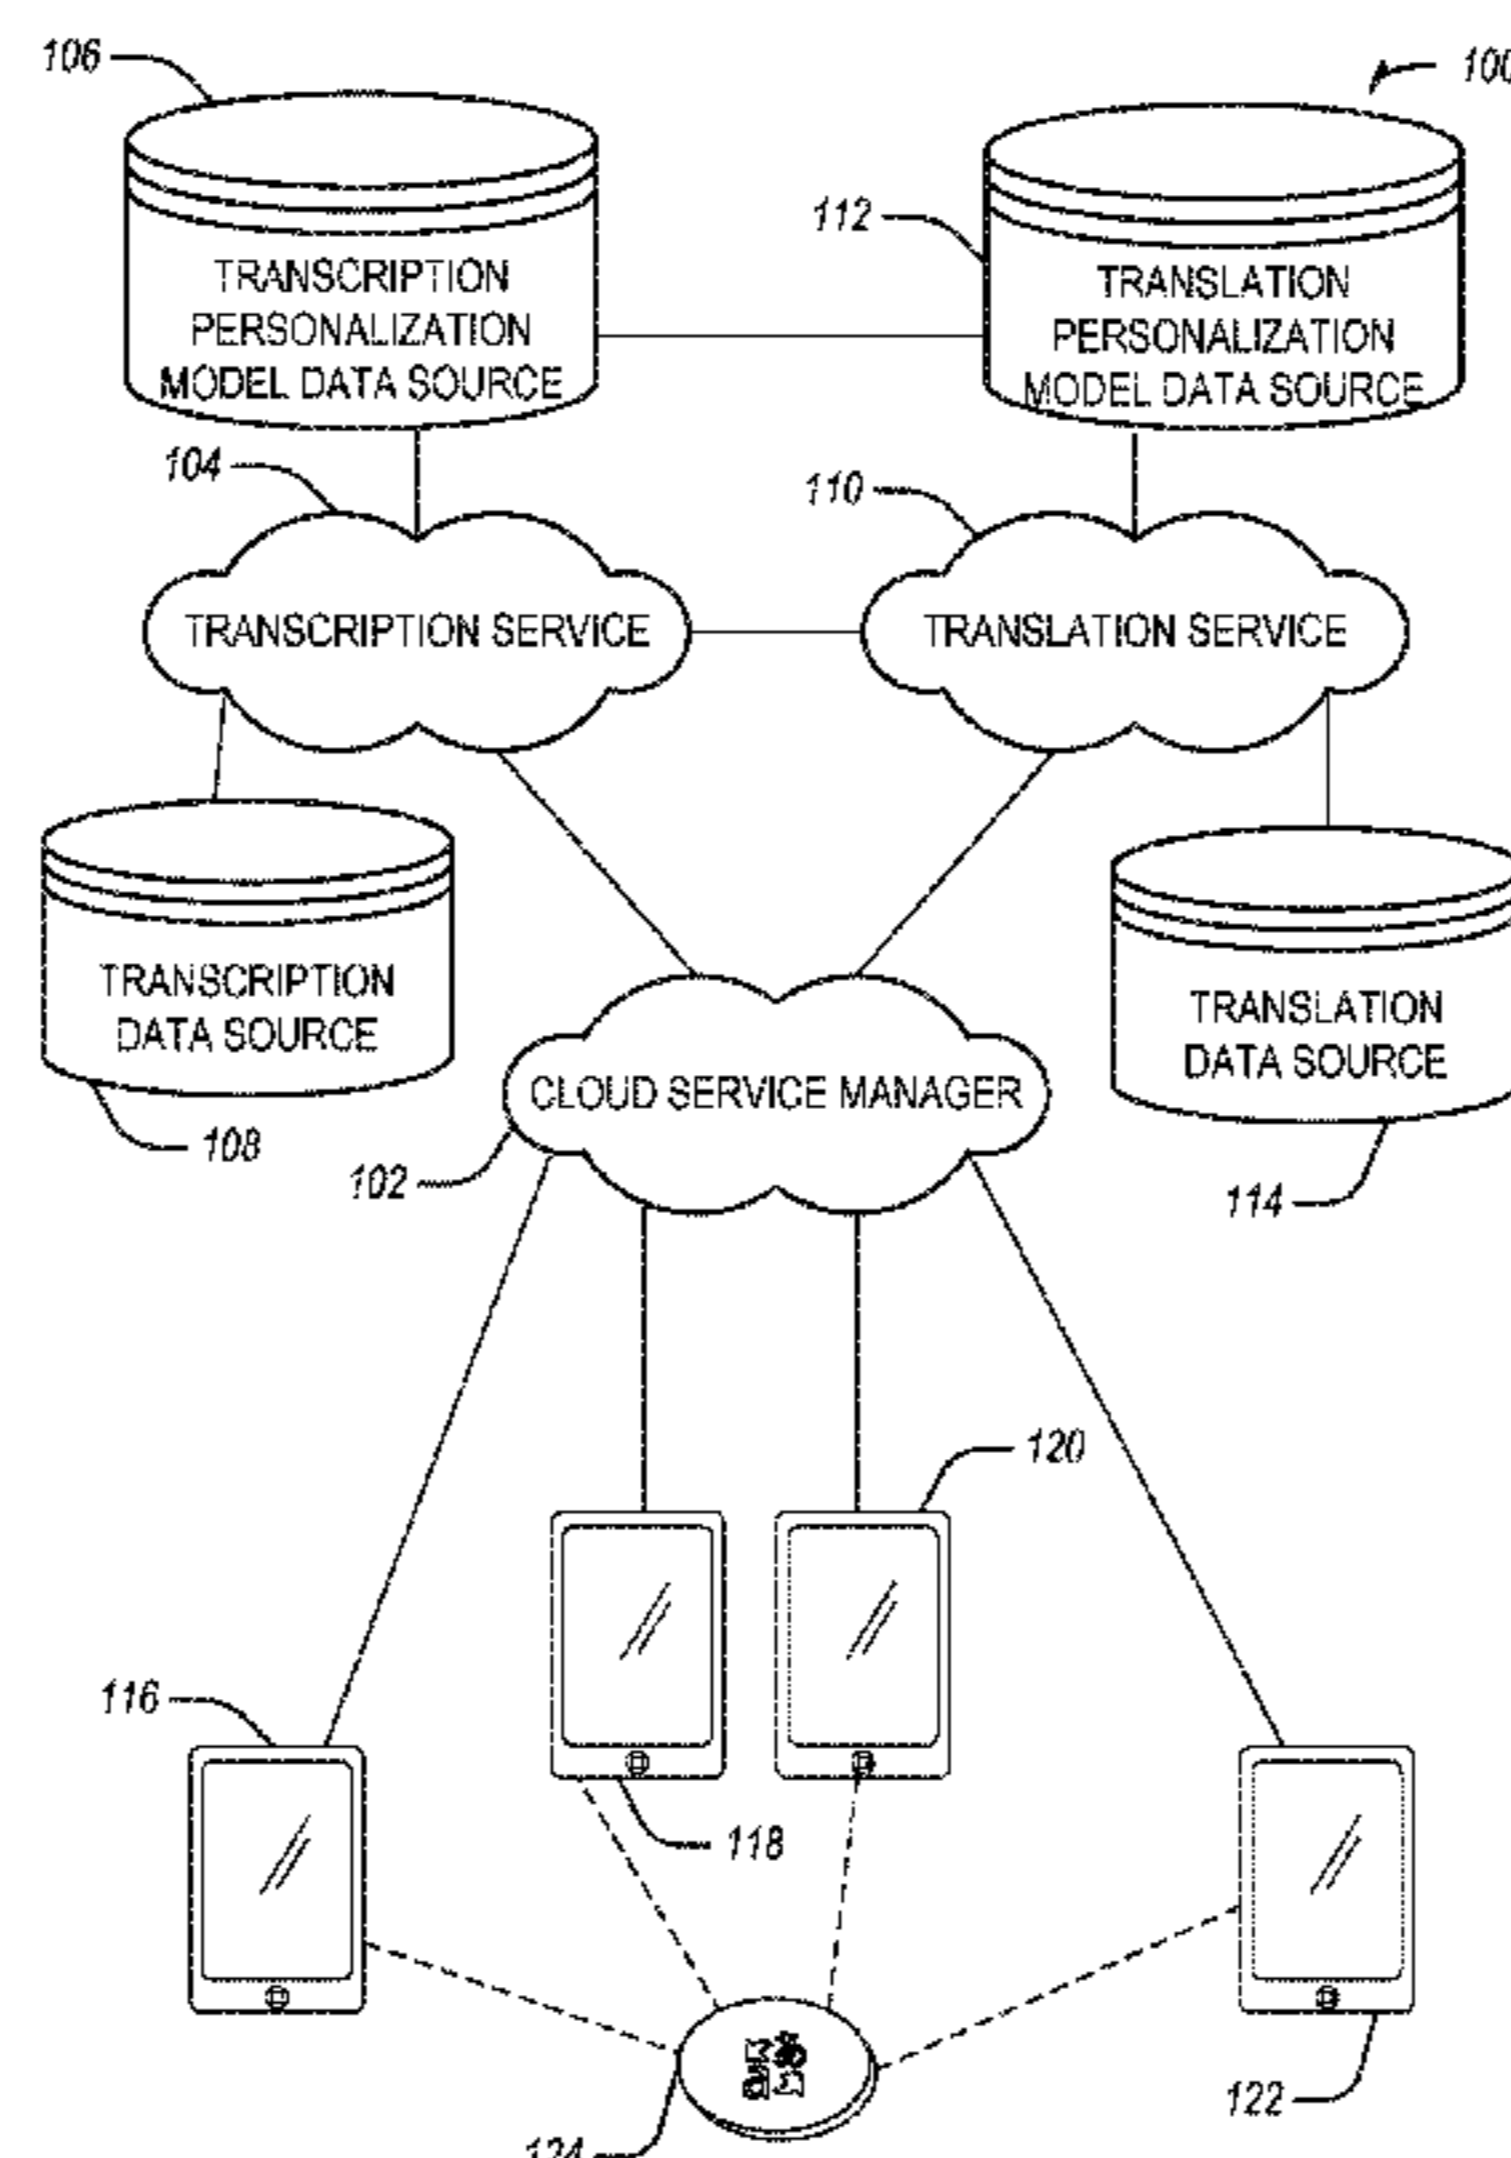 106
100
112
TRANSCRIPTION
PERSONALIZATION
MODEL DATA SOURCE
TRANSLATION
PERSONALIZATION
MODEL DATA SOURCE
104
110
TRANSCRIPTION SERVICE
TRANSLATION SERVICE
TRANSCRIPTION
DATA SOURCE
TRANSLATION
DATA SOURCE
CLOUD SERVICE MANAGER
108
102
114
120
116
118
122
124